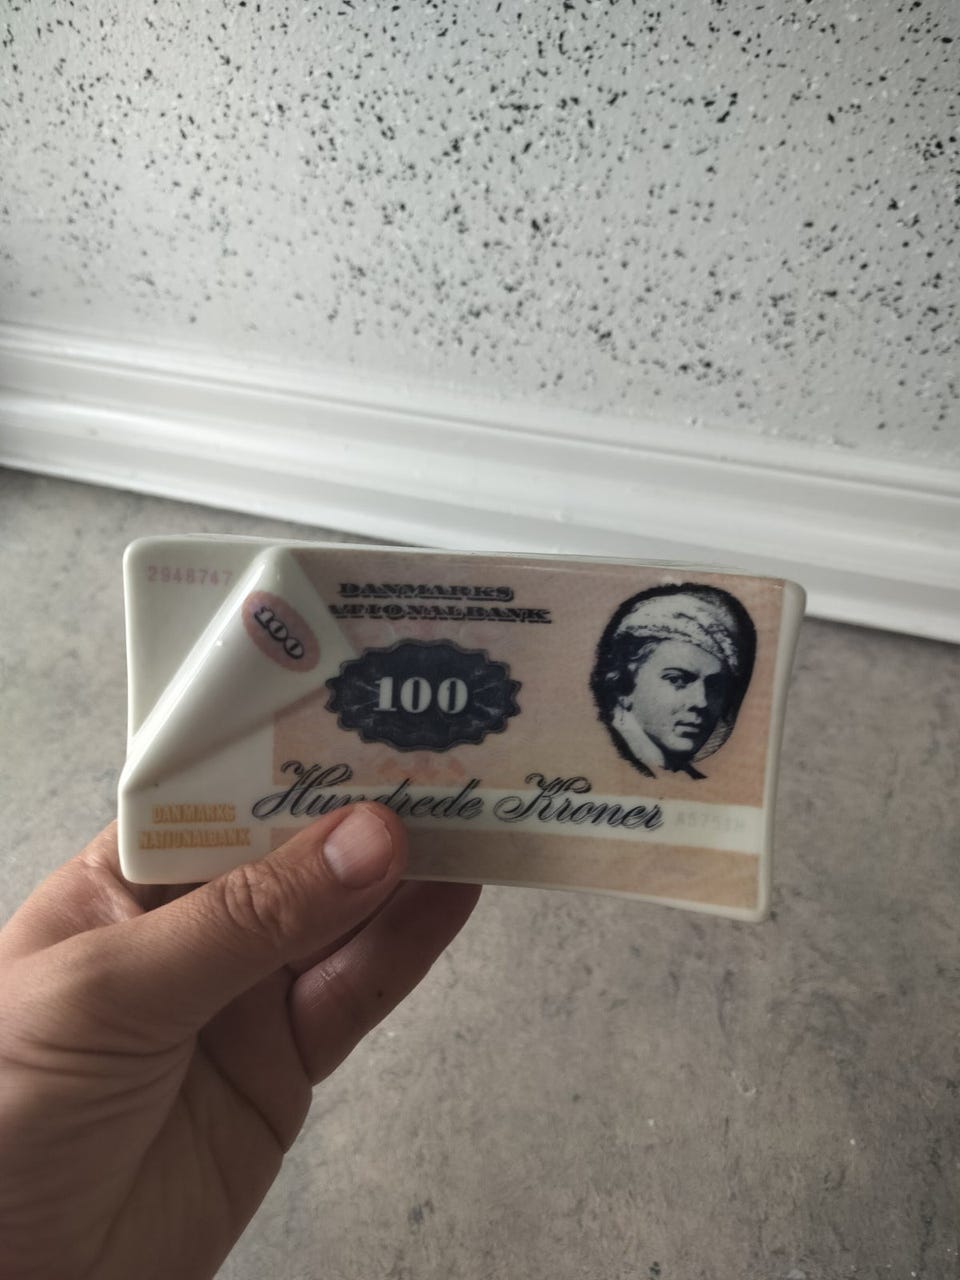 2948747
100
DANMARKS
NATIONALBANK
100
Hundrede Kroner
DANMARKS
NATIONALBANK